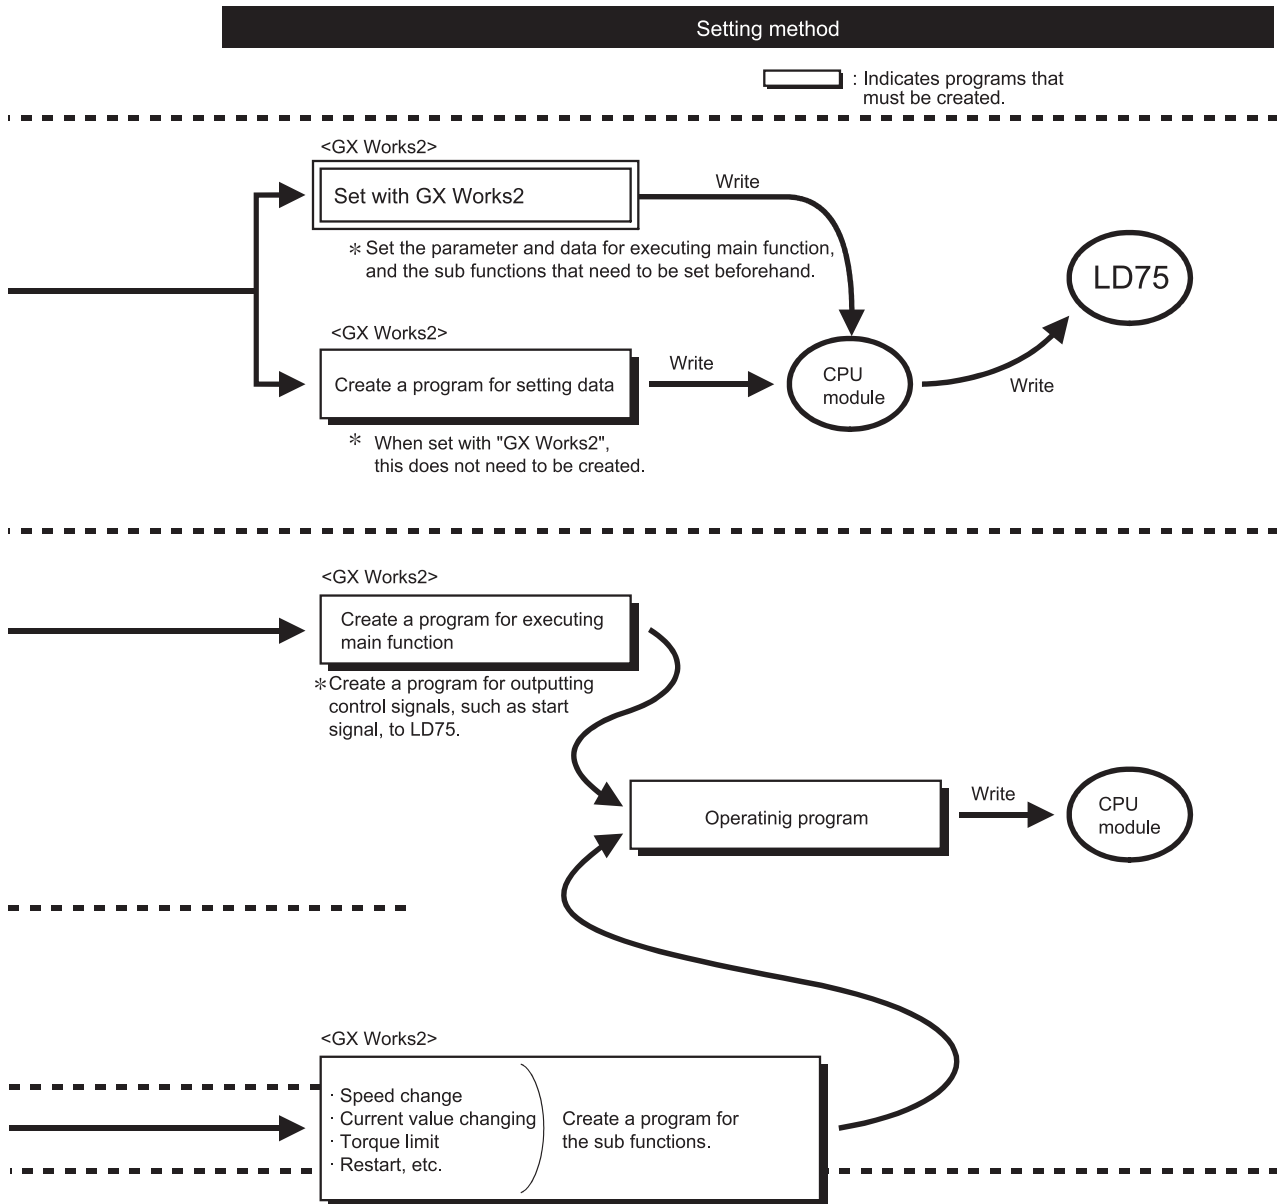 Setting method
: Indicates programs that
must be created.
<GX Works2>
Set with GX Works2
Write
* Set the parameter and data for executing main function,
and the sub functions that need to be set beforehand.
LD75
<GX Works2>
Create a program for setting data
Write
CPU
module
Write
* When set with "GX Works2",
this does not need to be created.
<GX Works2>
Create a program for executing
main function
*Create a program for outputting
control signals, such as start
signal, to LD75.
Operatinig program
Write
CPU
module
<GX Works2>
· Speed change
· Current value changing
· Torque limit
· Restart, etc.
Create a program for
the sub functions.